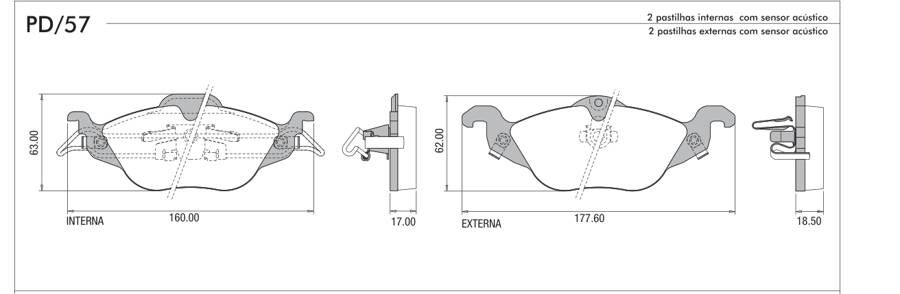 PD/57
2 pastilhas internas com sensor acústico
2 pastilhas externas com sensor acústico
63.00
62.00
INTERNA
160.00
17.00
EXTERNA
177.60
18.50